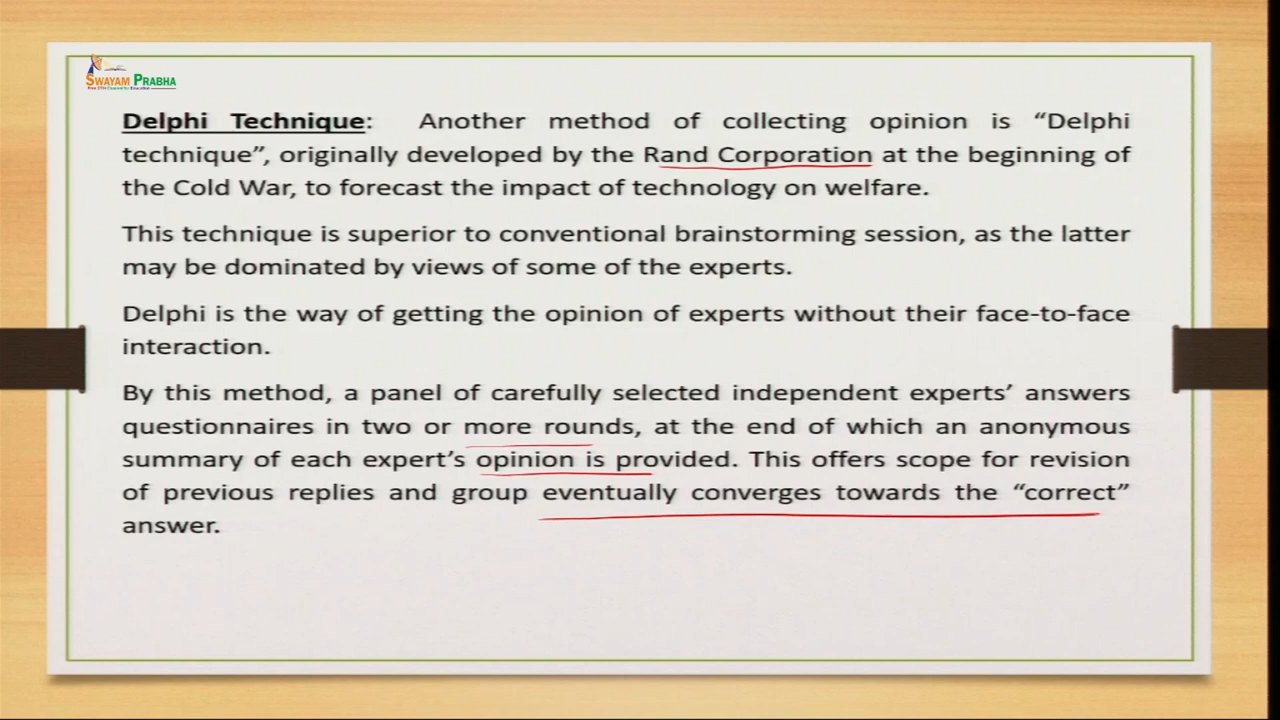 SWAYAM PRABHA
Delphi Technique: Another method of collecting opinion is “Delphi
technique”, originally developed by the Rand Corporation at the beginning of
the Cold War, to forecast the impact of technology on welfare.
This technique is superior to conventional brainstorming session, as the latter
may be dominated by views of some of the experts.
Delphi is the way of getting the opinion of experts without their face-to-face
interaction.
By this method, a panel of carefully selected independent experts’ answers
questionnaires in two or more rounds, at the end of which an anonymous
summary of each expert’s opinion is provided. This offers scope for revision
of previous replies and group eventually converges towards the “correct”
answer.